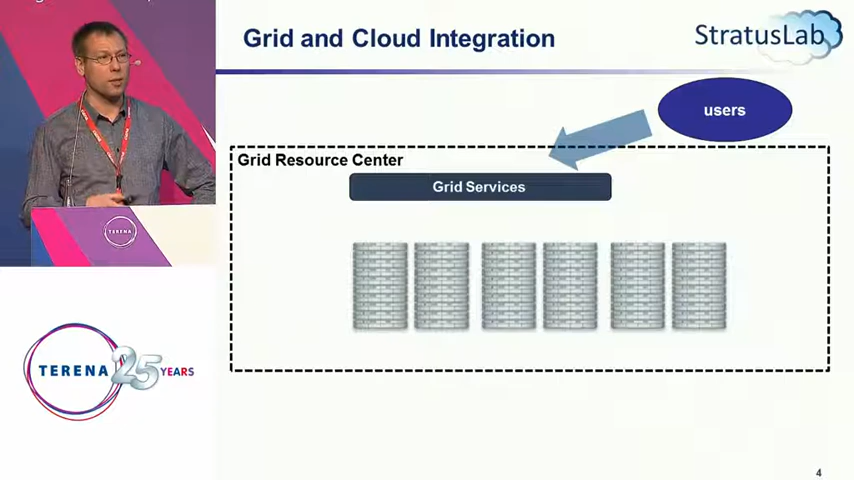 Grid and Cloud Integration
StratusLab
users
Grid Resource Center
Grid Services
TERENA
TERENA 25 YEARS
4